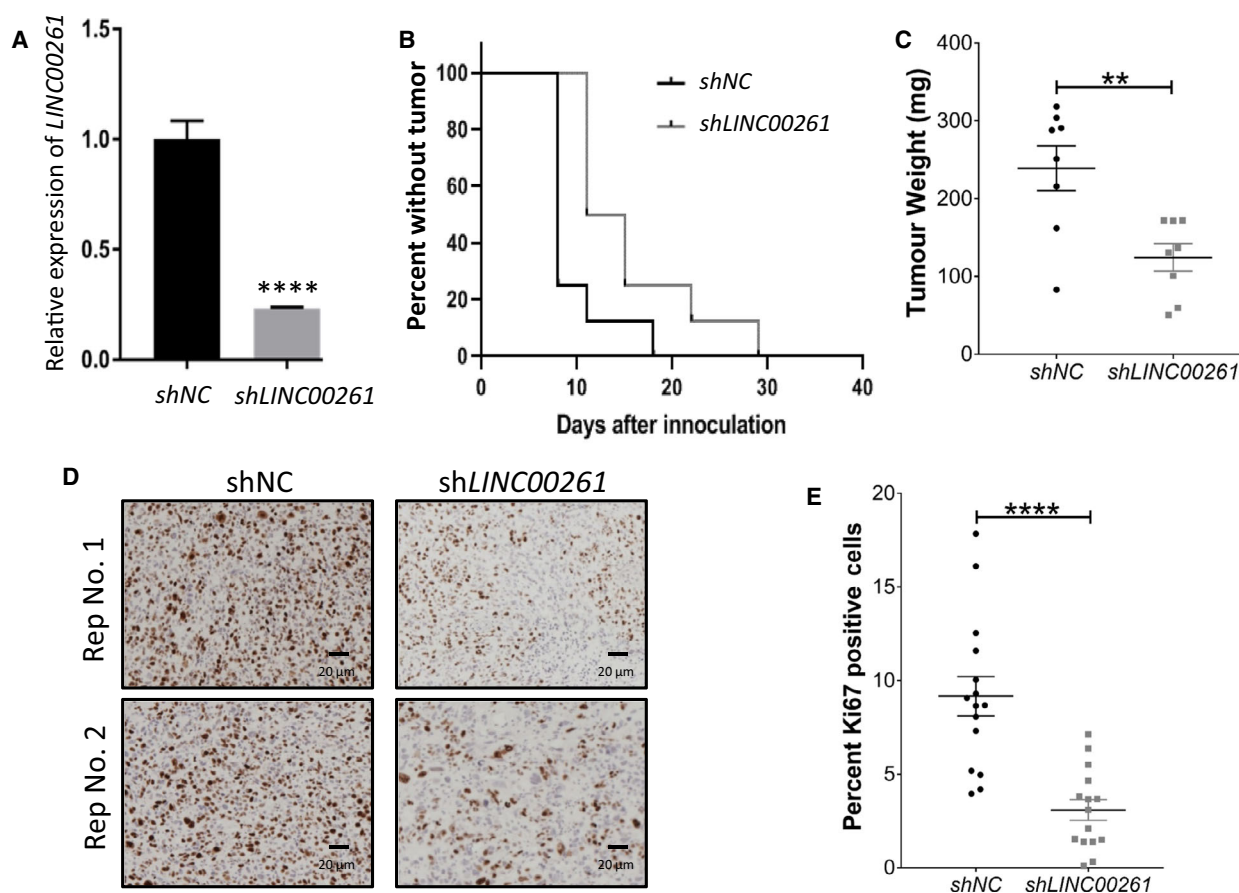 A
Relative expression of LINC00261
1.5
1.0
0.5
0.0
****
shNC
shLINC00261
B
Percent without tumor
100
80
60
40
20
0
0
10
20
30
40
Days after innoculation
shNC
shLINC00261
C
Tumour Weight (mg)
400
300
200
100
0
**
shNC
shLINC00261
D
shNC
shLINC00261
Rep No. 1
20 µm
20 µm
Rep No. 2
20 µm
20 µm
E
Percent Ki67 positive cells
20
15
10
5
0
****
shNC
shLINC00261